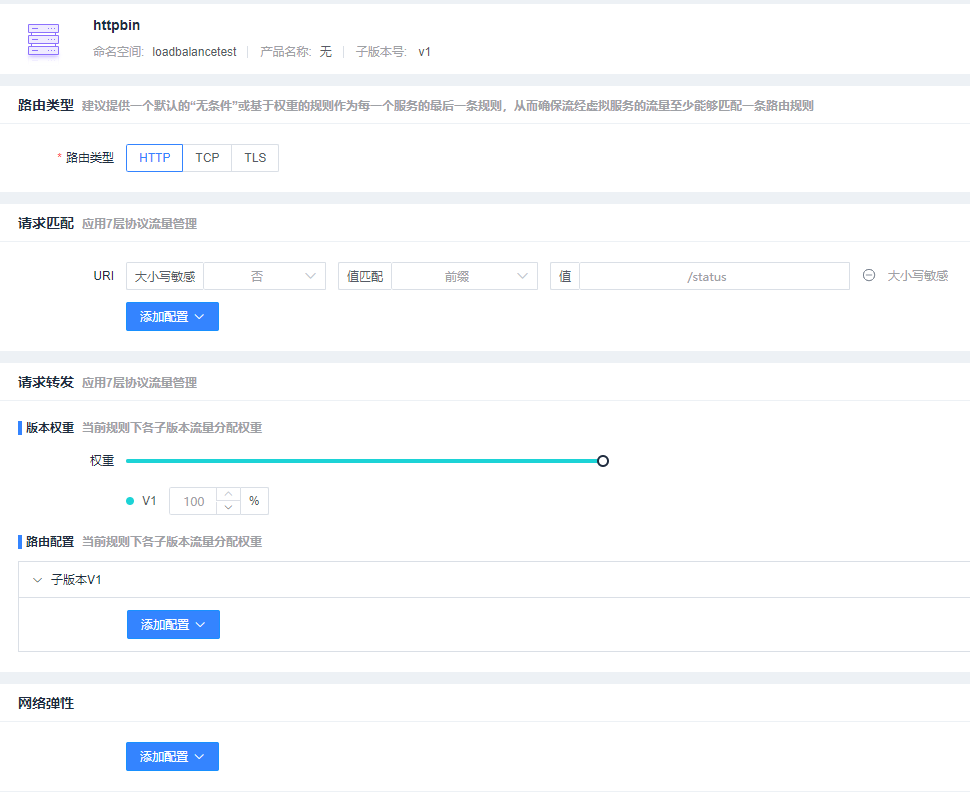 httpbin
命名空间: loadbalancetest 产品名称: 无 子版本号: v1
路由类型 建议提供一个默认的“无条件”或基于权重的规则作为每一个服务的最后一条规则，从而确保流经虚拟服务的流量至少能够匹配一条路由规则
* 路由类型 HTTP TCP TLS
请求匹配 应用7层协议流量管理
URI 大小写敏感 否 值匹配 前缀 值 /status 大小写敏感
添加配置
请求转发 应用7层协议流量管理
版本权重 当前规则下各子版本流量分配权重
权重
V1 100 %
路由配置 当前规则下各子版本流量分配权重
子版本V1
添加配置
网络弹性
添加配置